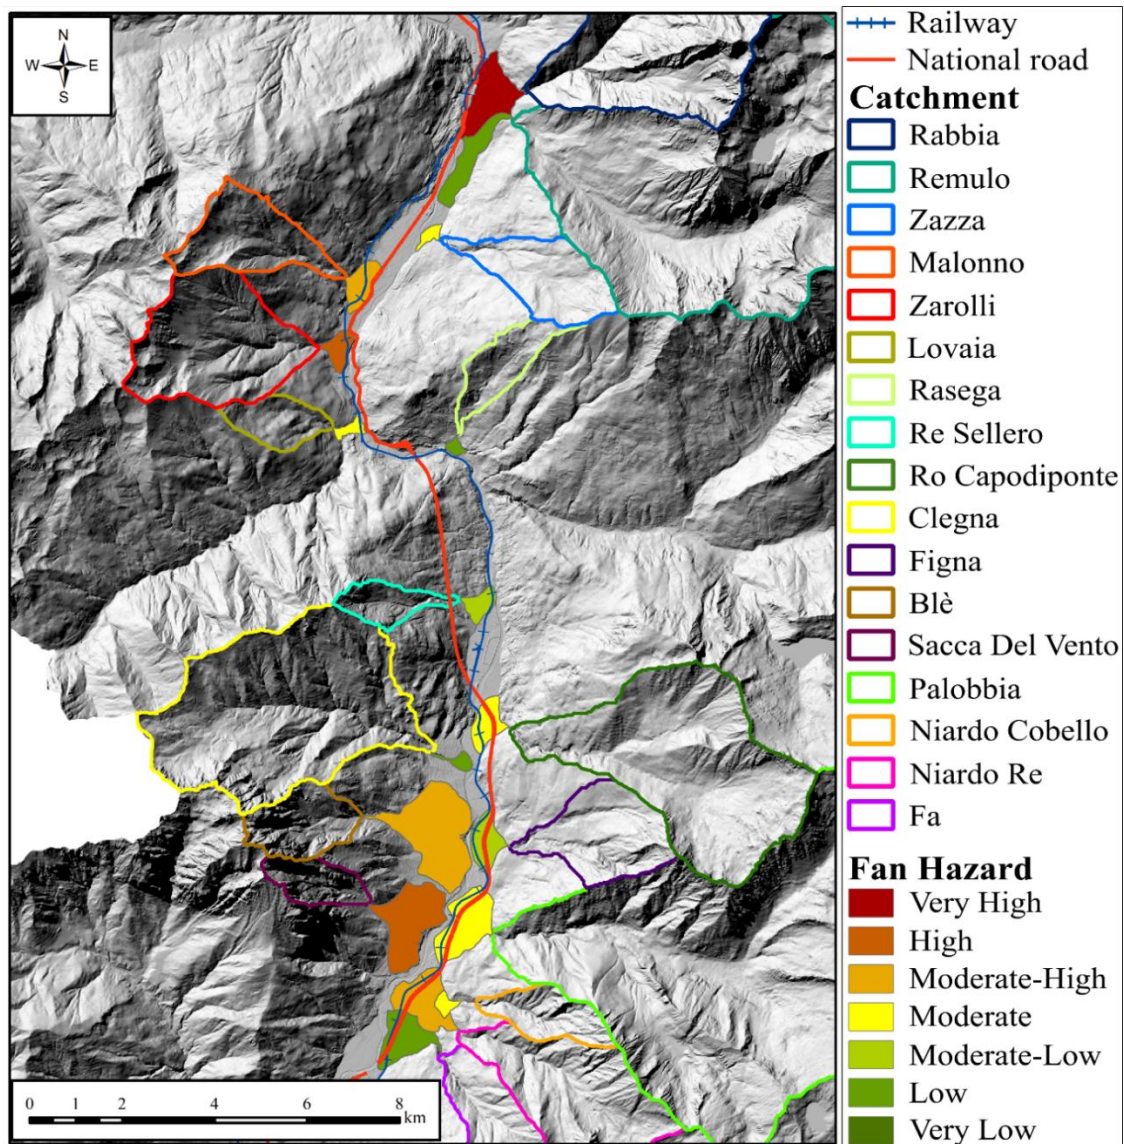 N
W E
S
Railway
National road
Catchment
Rabbia
Remulo
Zazza
Malonno
Zarolli
Lovaia
Rasega
Re Sellero
Ro Capodiponte
Clegna
Figna
Blè
Sacca Del Vento
Palobbia
Niardo Cobello
Niardo Re
Fa
Fan Hazard
Very High
High
Moderate-High
Moderate
Moderate-Low
Low
Very Low
0 1 2 4 6 8
km